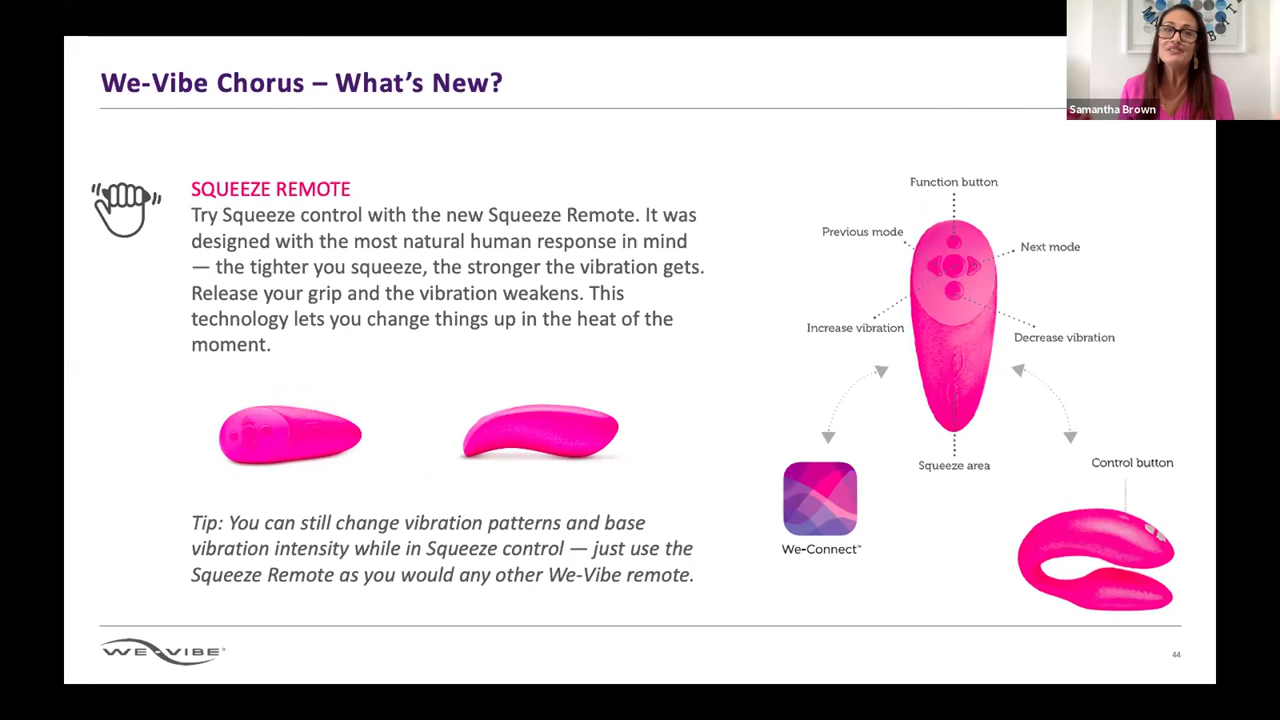 We-Vibe Chorus – What's New?
Samantha Brown
SQUEEZE REMOTE
Try Squeeze control with the new Squeeze Remote. It was
designed with the most natural human response in mind
— the tighter you squeeze, the stronger the vibration gets.
Release your grip and the vibration weakens. This
technology lets you change things up in the heat of the
moment.
Tip: You can still change vibration patterns and base
vibration intensity while in Squeeze control — just use the
Squeeze Remote as you would any other We-Vibe remote.
Function button
Previous mode
Next mode
Increase vibration
Decrease vibration
Squeeze area
Control button
We-Connect™
WE-VIBE®
44